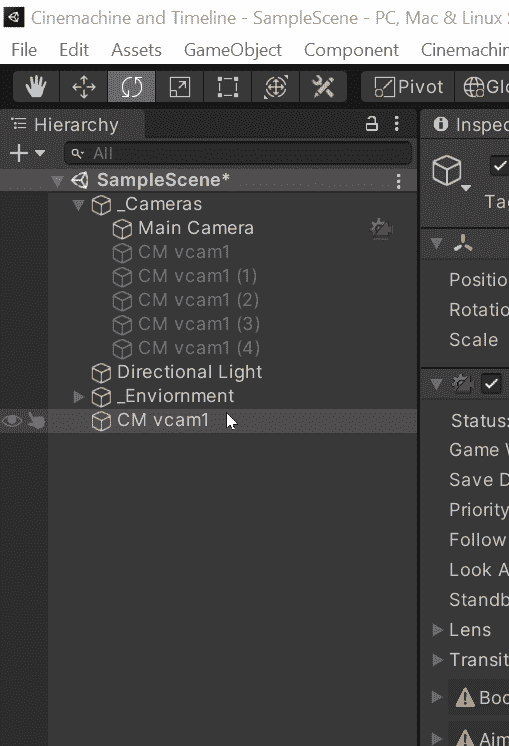 Cinemachine and Timeline - SampleScene - PC, Mac & Linux
File Edit Assets GameObject Component Cinemachin
Pivot Glo
Hierarchy
Inspec
All
SampleScene*
_Cameras
Main Camera
CM vcam1
CM vcam1 (1)
CM vcam1 (2)
CM vcam1 (3)
CM vcam1 (4)
Directional Light
_Enviornment
CM vcam1
Ta
Positio
Rotatio
Scale
Status:
Game
Save D
Priority
Follow
Look A
Standb
Lens
Transit
Bod
Aim